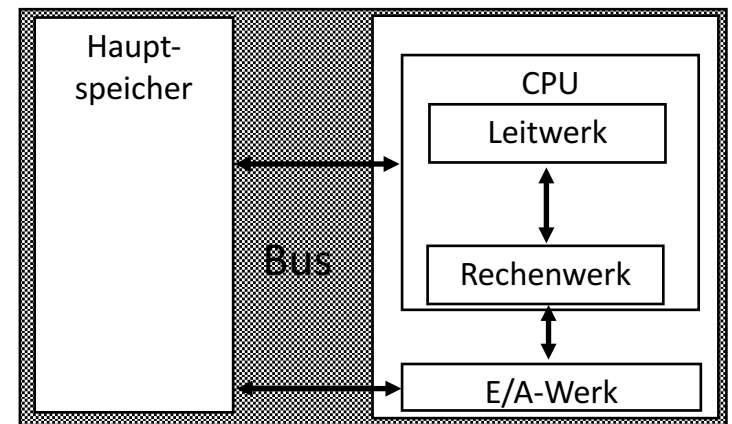 Haupt-
speicher
CPU
Leitwerk
Bus
Rechenwerk
E/A-Werk